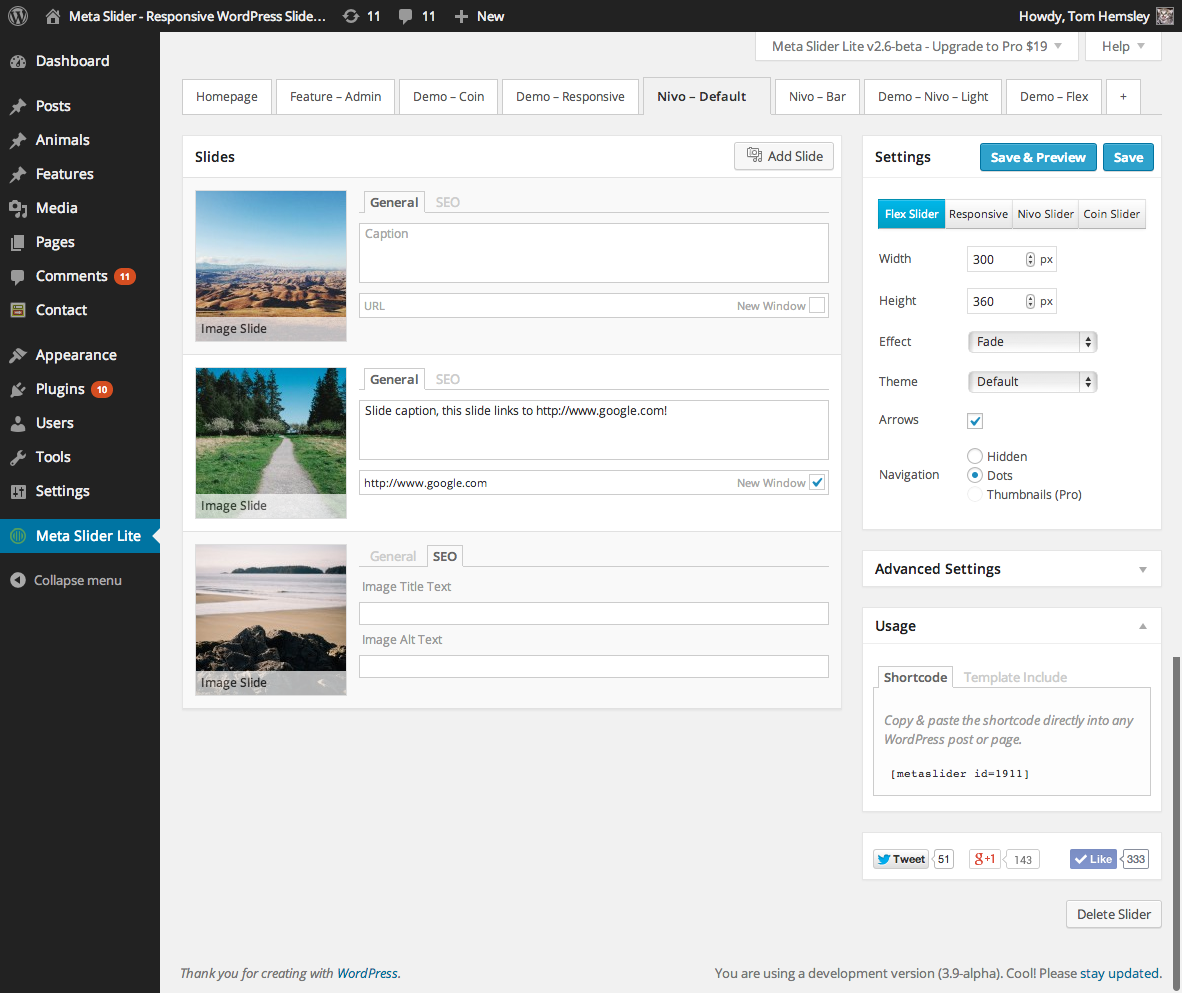 Meta Slider - Responsive WordPress Slide... 11 11 New Howdy, Tom Hemsley
Dashboard
Posts
Animals
Features
Media
Pages
Comments 11
Contact
Appearance
Plugins 10
Users
Tools
Settings
Meta Slider Lite
Collapse menu
Meta Slider Lite v2.6-beta - Upgrade to Pro $19 Help
Homepage Feature – Admin Demo – Coin Demo – Responsive Nivo – Default Nivo – Bar Demo – Nivo – Light Demo – Flex +
Slides Add Slide
General SEO
Caption
URL New Window
Image Slide
General SEO
Slide caption, this slide links to http://www.google.com!
http://www.google.com New Window
Image Slide
General SEO
Image Title Text
Image Alt Text
Image Slide
Settings Save & Preview Save
Flex Slider Responsive Nivo Slider Coin Slider
Width 300 px
Height 360 px
Effect Fade
Theme Default
Arrows
Navigation
Hidden
Dots
Thumbnails (Pro)
Advanced Settings
Usage
Shortcode Template Include
Copy & paste the shortcode directly into any
WordPress post or page.
[metaslider id=1911]
Tweet 51 g+1 143 Like 333
Delete Slider
Thank you for creating with WordPress. You are using a development version (3.9-alpha). Cool! Please stay updated.